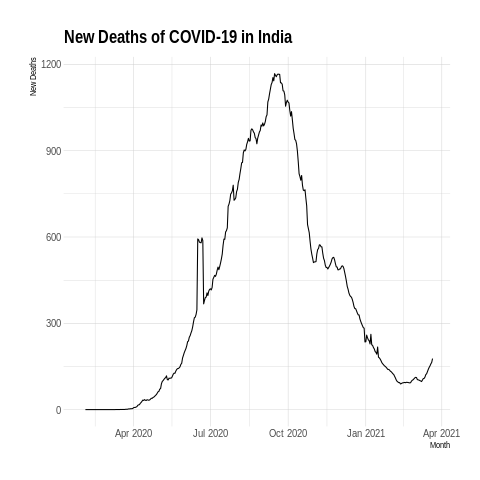 New Deaths of COVID-19 in India
New Deaths
1200
900
600
300
0
Apr 2020
Jul 2020
Oct 2020
Jan 2021
Apr 2021
Month